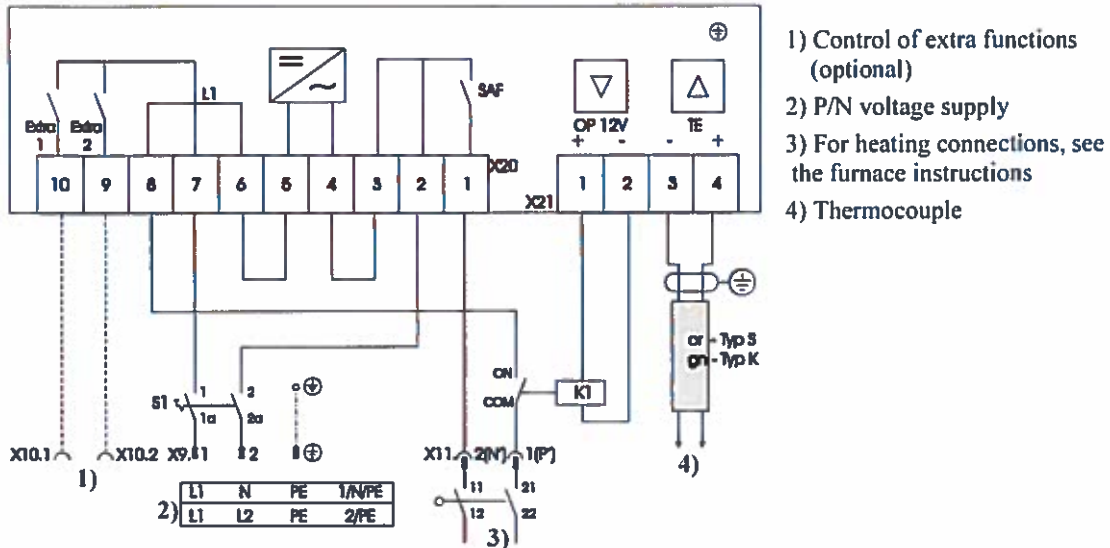 L1
SAF
Extra 1
Extra 2
OP 12V
TE
+ - - +
X20
10 9 8 7 6 5 4 3 2 1
X21
1 2 3 4
1) Control of extra functions
(optional)
2) P/N voltage supply
3) For heating connections, see
the furnace instructions
4) Thermocouple
or - Typ S
gn - Typ K
ON
COM
K1
S1
1 2
1a 2a
X10.1 X10.2 X9. 1 2
X11 2(N') 1(P')
1)
11 21
12 22
3)
4)
2)
L1 N PE 1/N/PE
L1 L2 PE 2/PE